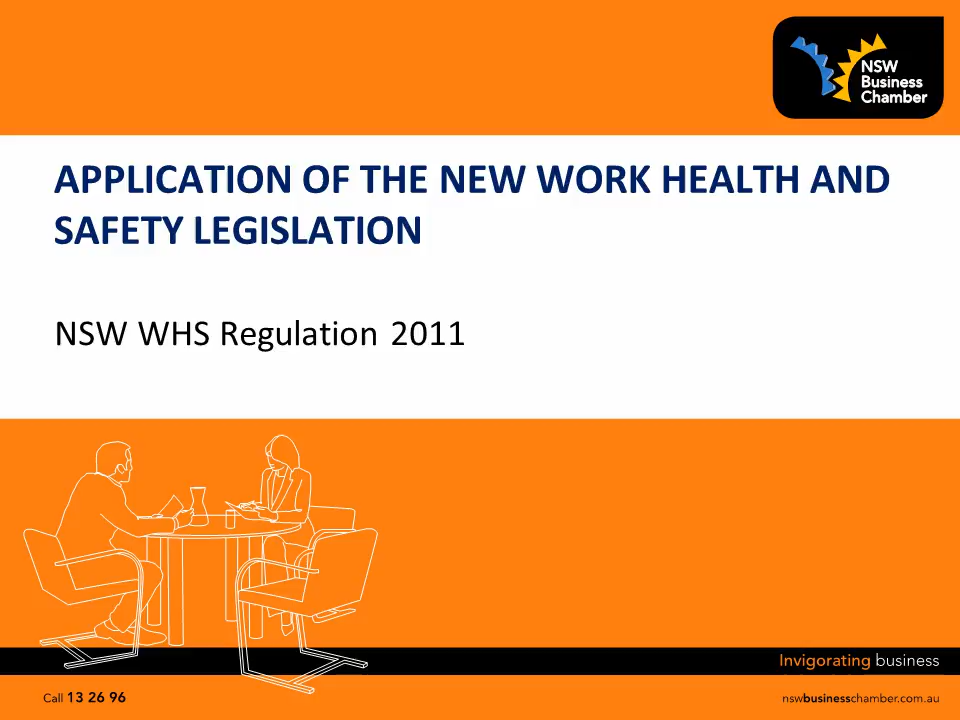 NSW
Business
Chamber
APPLICATION OF THE NEW WORK HEALTH AND
SAFETY LEGISLATION
NSW WHS Regulation 2011
Invigorating business
Call 13 26 96
nswbusinesschamber.com.au